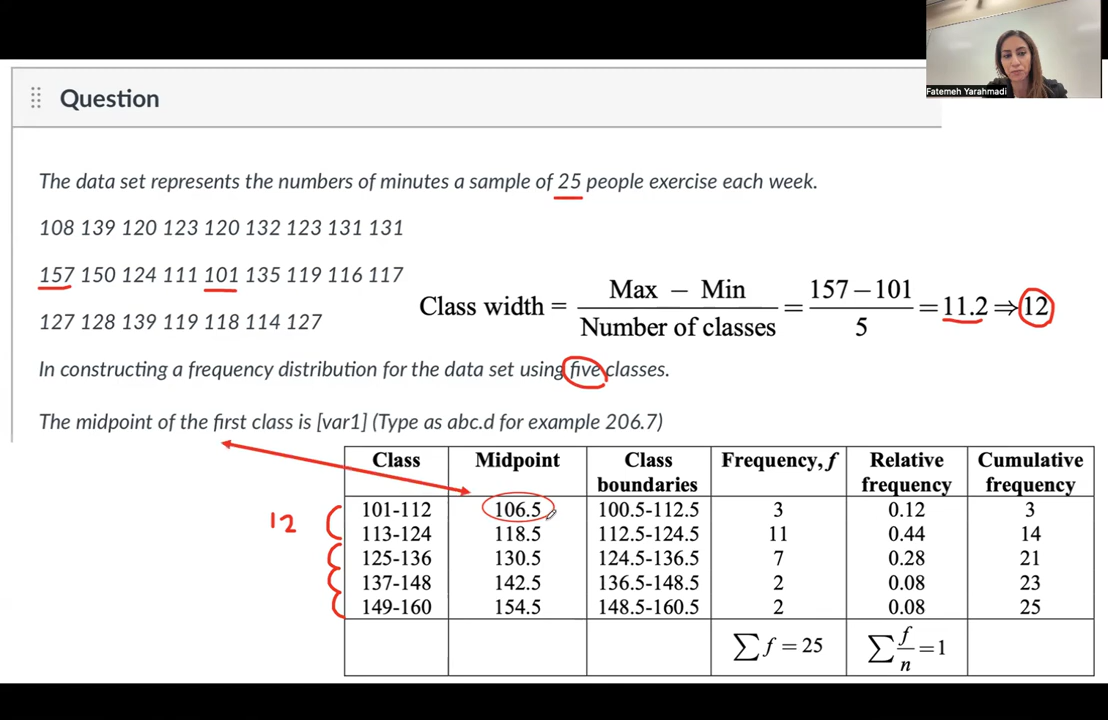 Fatemeh Yarahmadi
Question
The data set represents the numbers of minutes a sample of 25 people exercise each week.
108 139 120 123 120 132 123 131 131
157 150 124 111 101 135 119 116 117
127 128 139 119 118 114 127
Class width = Max − Min / Number of classes = 157 − 101 / 5 = 11.2 ⇒ 12
In constructing a frequency distribution for the data set using five classes.
The midpoint of the first class is [var1] (Type as abc.d for example 206.7)
Class Midpoint Class boundaries Frequency, f Relative frequency Cumulative frequency
101-112 106.5 100.5-112.5 3 0.12 3
12
113-124 118.5 112.5-124.5 11 0.44 14
125-136 130.5 124.5-136.5 7 0.28 21
137-148 142.5 136.5-148.5 2 0.08 23
149-160 154.5 148.5-160.5 2 0.08 25
∑ f = 25 ∑ f/n = 1